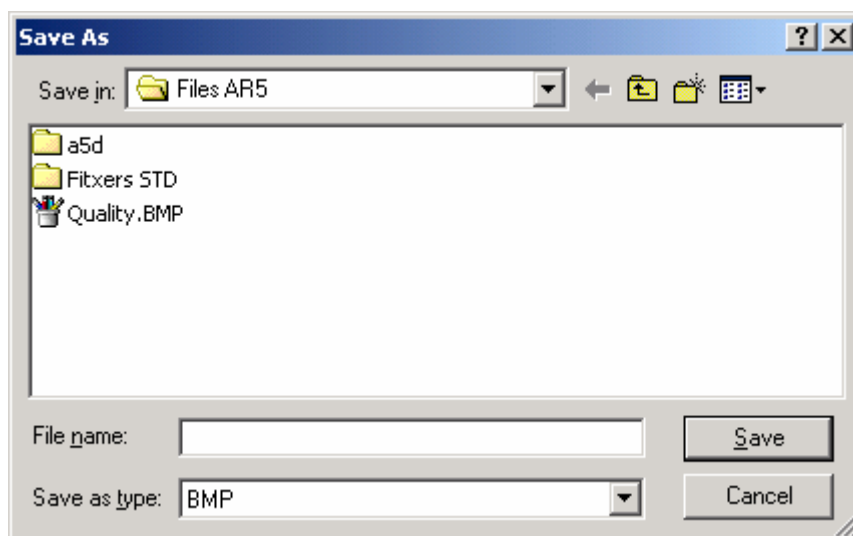 Save As
Save in: Files AR5
a5d
Fitxers STD
Quality.BMP
File name: Save
Save as type: BMP Cancel